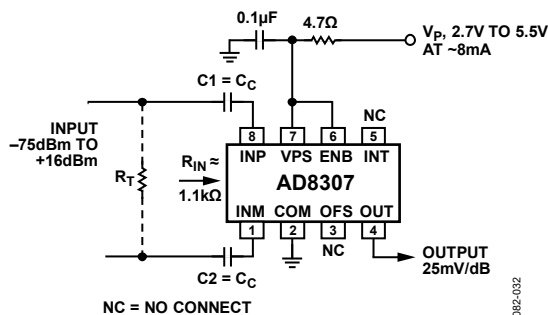 0.1µF
4.7Ω
VP, 2.7V TO 5.5V
AT ~8mA
C1 = CC
NC
INPUT
–75dBm TO
+16dBm
8
7
6
5
INP
VPS
ENB
INT
RT
RIN ≈
1.1kΩ
AD8307
INM
COM
OFS
OUT
1
2
3
4
NC
OUTPUT
25mV/dB
C2 = CC
NC = NO CONNECT
082-032